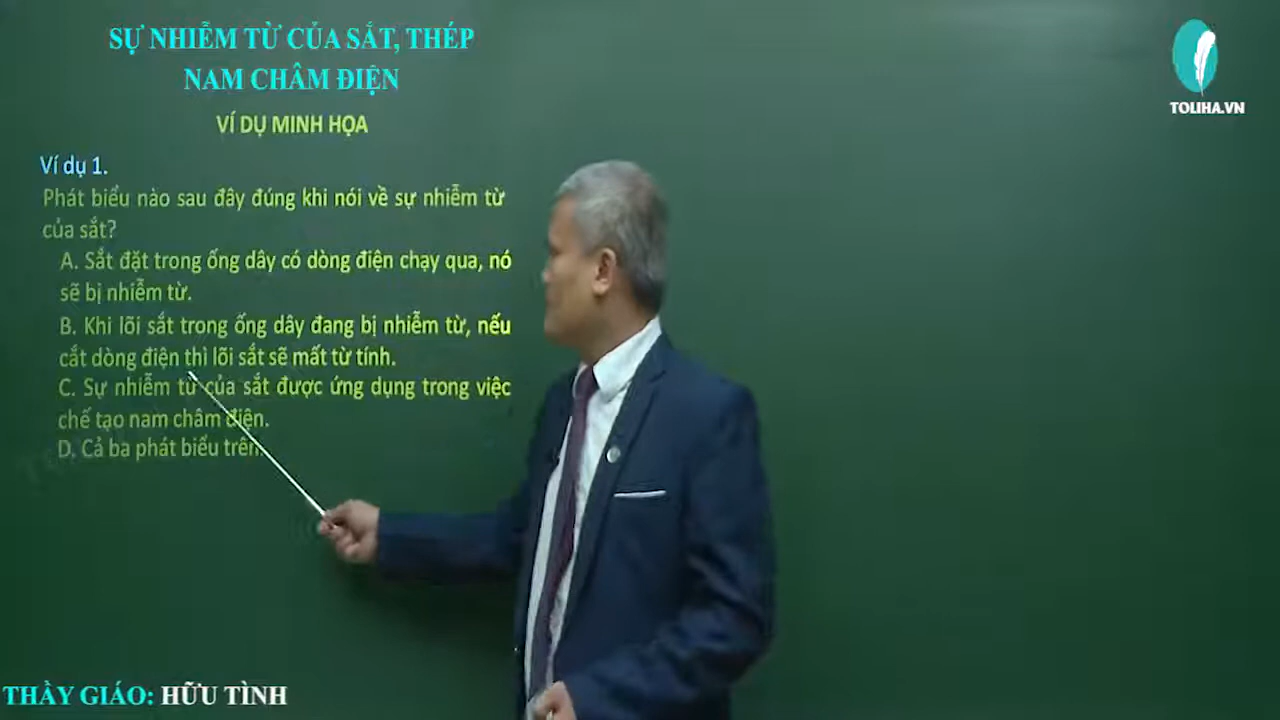 SỰ NHIỄM TỪ CỦA SẮT, THÉP
NAM CHÂM ĐIỆN
VÍ DỤ MINH HỌA
Ví dụ 1.
Phát biểu nào sau đây đúng khi nói về sự nhiễm từ
của sắt?
A. Sắt đặt trong ống dây có dòng điện chạy qua, nó
sẽ bị nhiễm từ.
B. Khi lõi sắt trong ống dây đang bị nhiễm từ, nếu
cắt dòng điện thì lõi sắt sẽ mất từ tính.
C. Sự nhiễm từ của sắt được ứng dụng trong việc
chế tạo nam châm điện.
D. Cả ba phát biểu trên.
TOLIHA.VN
THẦY GIÁO: HỮU TÌNH